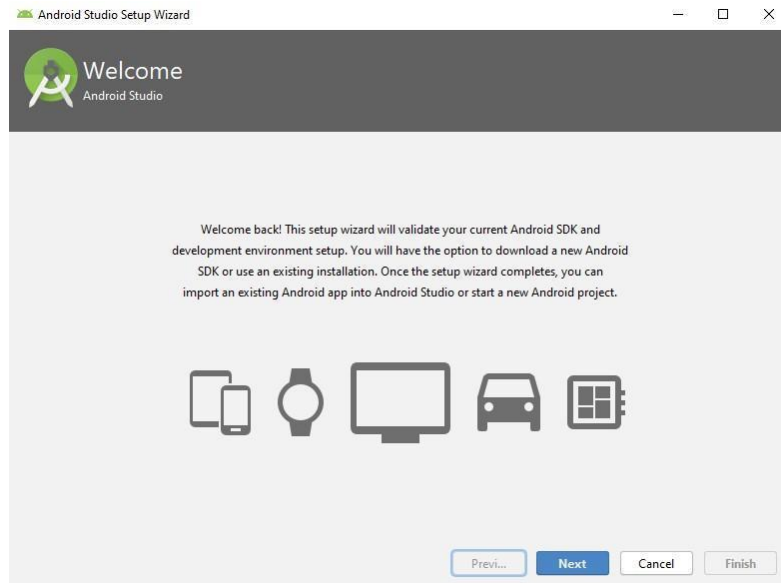 Android Studio Setup Wizard
Welcome
Android Studio
Welcome back! This setup wizard will validate your current Android SDK and
development environment setup. You will have the option to download a new Android
SDK or use an existing installation. Once the setup wizard completes, you can
import an existing Android app into Android Studio or start a new Android project.
Previ... Next Cancel Finish